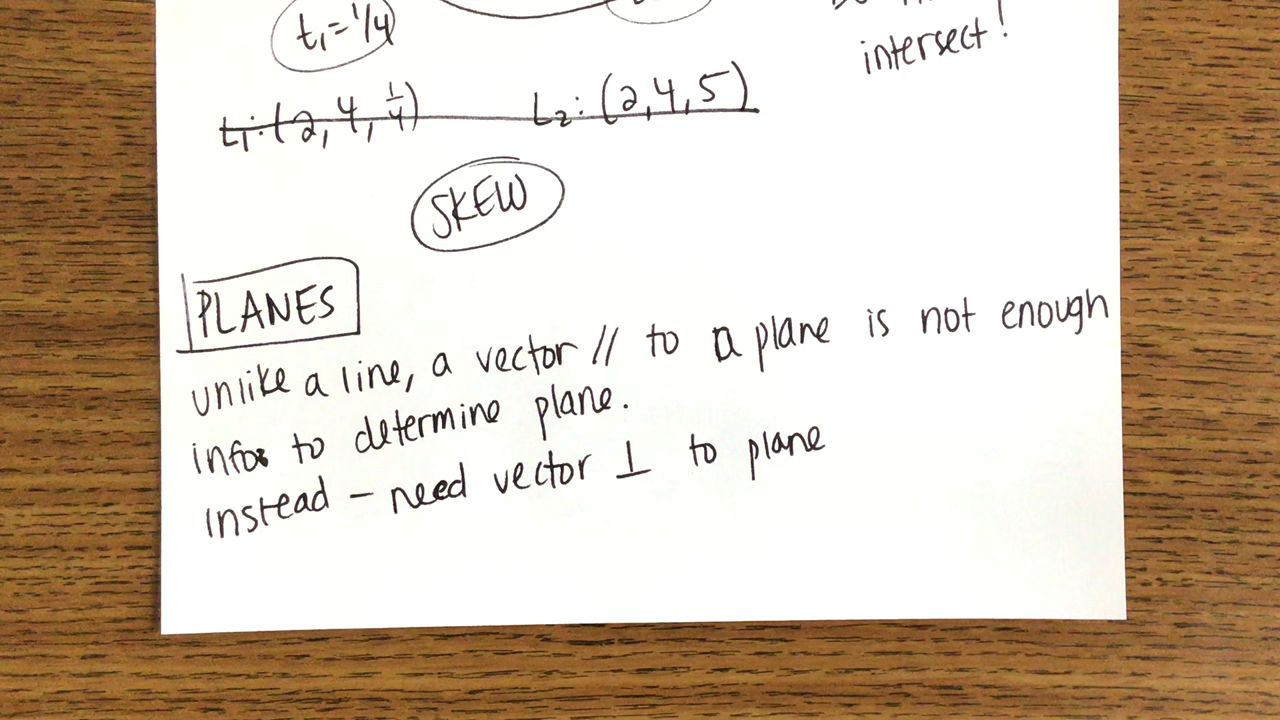 t₁=1/4
intersect!
L₁:(2,4,1/4) L₂:(2,4,5)
SKEW
PLANES
unlike a line, a vector // to a plane is not enough
info to determine plane.
instead – need vector ⊥ to plane